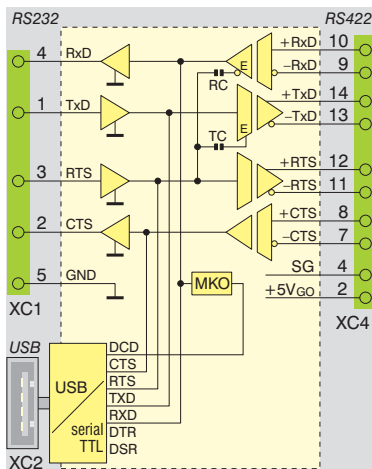 RS232 RS422
4 RxD +RxD 10
E −RxD 9
RC
1 TxD +TxD 14
E −TxD 13
TC
3 RTS +RTS 12
−RTS 11
2 CTS +CTS 8
−CTS 7
5 GND SG 4
MKO +5VGO 2
XC1 XC4
USB DCD
CTS
USB RTS
TXD
serial RXD
TTL DTR
XC2 DSR